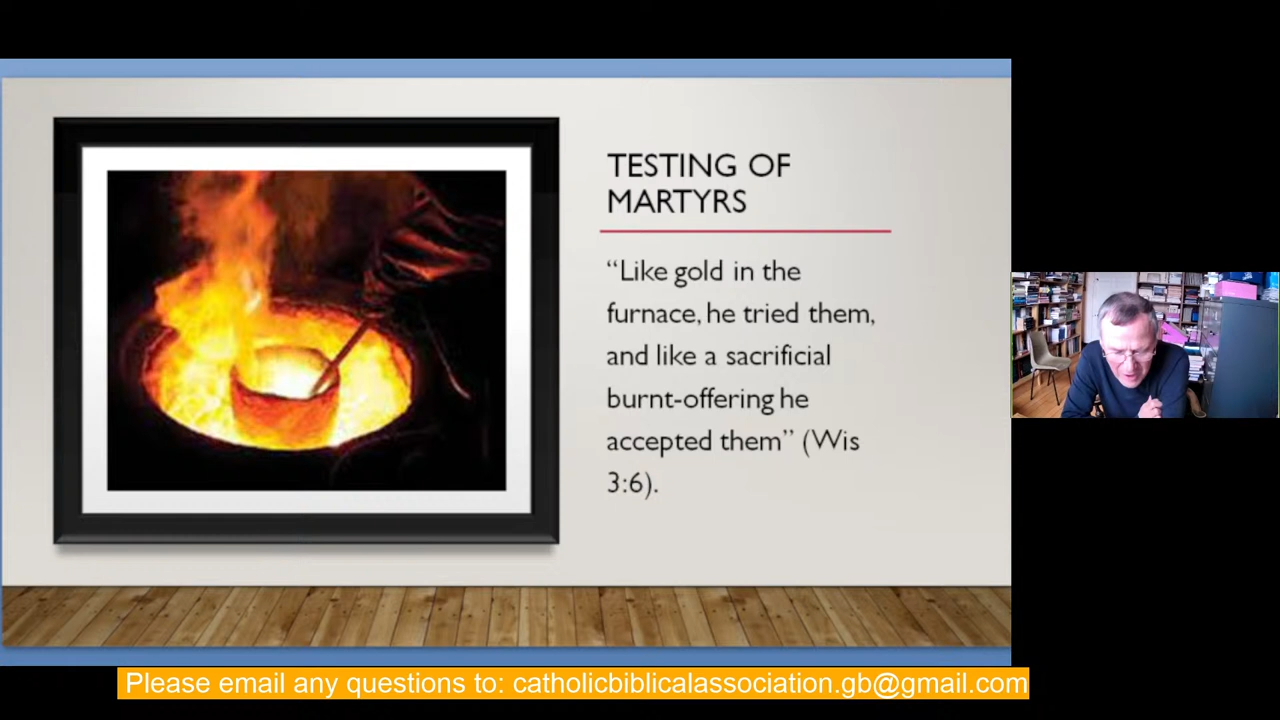 TESTING OF
MARTYRS
“Like gold in the
furnace, he tried them,
and like a sacrificial
burnt-offering he
accepted them” (Wis
3:6).
Please email any questions to: catholicbiblicalassociation.gb@gmail.com